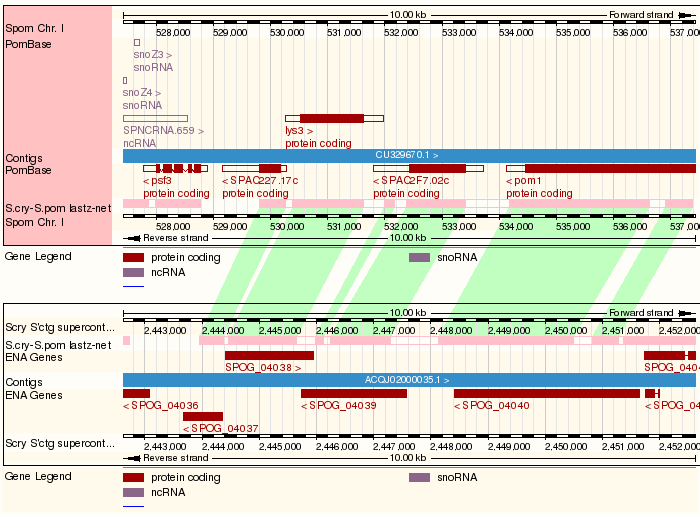 10.00 kb Forward strand
Spom Chr. I
528,000 529,000 530,000 531,000 532,000 533,000 534,000 535,000 536,000 537,000
PomBase
snoZ3 >
snoRNA
snoZ4 >
snoRNA
SPNCRNA.659 > lys3 >
ncRNA protein coding
Contigs CU329670.1 >
PomBase
< psf3 < SPAC227.17c < SPAC2F7.02c < pom1
protein coding protein coding protein coding protein coding
S.cry-S.pom lastz-net
Spom Chr. I
528,000 529,000 530,000 531,000 532,000 533,000 534,000 535,000 536,000 537,000
Reverse strand 10.00 kb
Gene Legend protein coding snoRNA
ncRNA
10.00 kb Forward strand
Scry S'ctg supercont...
2,443,000 2,444,000 2,445,000 2,446,000 2,447,000 2,448,000 2,449,000 2,450,000 2,451,000 2,452,000
S.cry-S.pom lastz-net
ENA Genes
SPOG_04038 > SPOG_04
Contigs ACQJ02000035.1 >
ENA Genes
< SPOG_04036 < SPOG_04039 < SPOG_04040 < SPOG_04
< SPOG_04037
Scry S'ctg supercont...
2,443,000 2,444,000 2,445,000 2,446,000 2,447,000 2,448,000 2,449,000 2,450,000 2,451,000 2,452,000
Reverse strand 10.00 kb
Gene Legend protein coding snoRNA
ncRNA